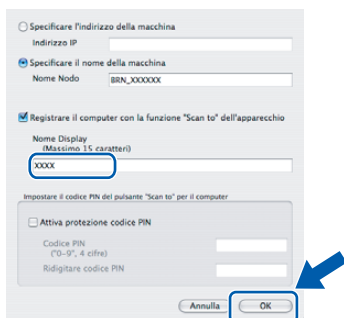 Specificare l'indirizzo della macchina
Indirizzo IP
Specificare il nome della macchina
Nome Nodo BRN_XXXXXX
Registrare il computer con la funzione "Scan to" dell'apparecchio
Nome Display
(Massimo 15 caratteri)
XXXX
Impostare il codice PIN del pulsante "Scan to" per il computer
Attiva protezione codice PIN
Codice PIN
("0-9", 4 cifre)
Ridigitare codice PIN
Annulla OK